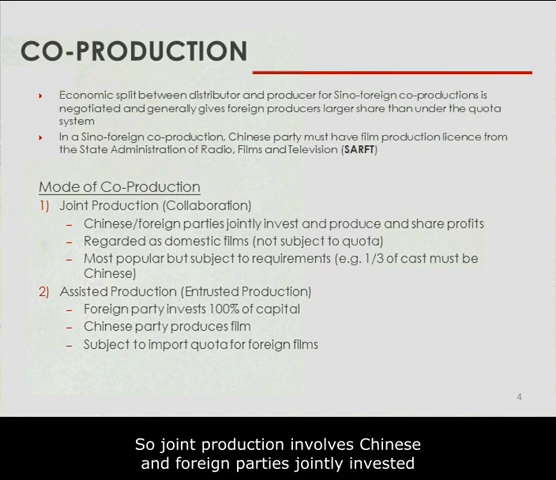 CO-PRODUCTION
Economic split between distributor and producer for Sino-foreign co-productions is
negotiated and generally gives foreign producers larger share than under the quota
system
In a Sino-foreign co-production, Chinese party must have film production licence from
the State Administration of Radio, Films and Television (SARFT)
Mode of Co-Production
1) Joint Production (Collaboration)
– Chinese/foreign parties jointly invest and produce and share profits
– Regarded as domestic films (not subject to quota)
– Most popular but subject to requirements (e.g. 1/3 of cast must be
Chinese)
2) Assisted Production (Entrusted Production)
– Foreign party invests 100% of capital
– Chinese party produces film
– Subject to import quota for foreign films
4
So joint production involves Chinese
and foreign parties jointly invested